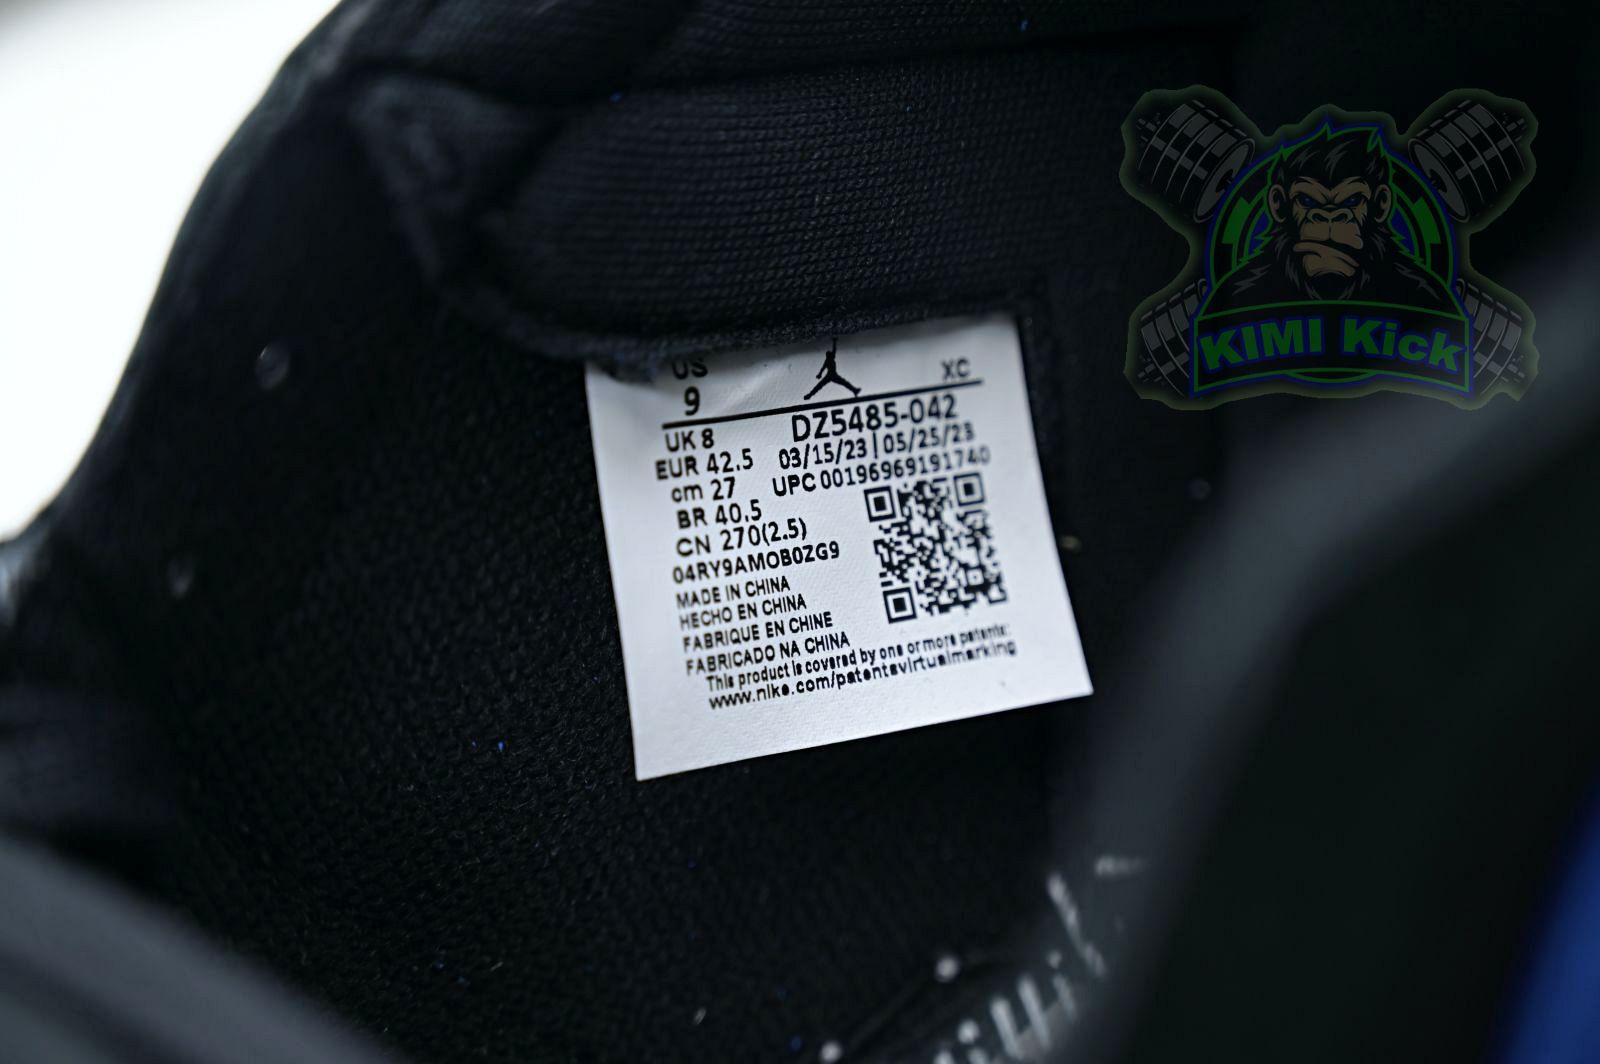 KIMI Kick
US XC
9
DZ5485-042
UK 8
03/15/23 | 05/25/23
EUR 42.5
UPC 00196969191740
cm 27
BR 40.5
CN 270(2.5)
04RY9AMOB0ZG9
MADE IN CHINA
HECHO EN CHINA
FABRIQUE EN CHINE
FABRICADO NA CHINA
This product is covered by one or more patents:
www.nike.com/patentsvirtualmarking